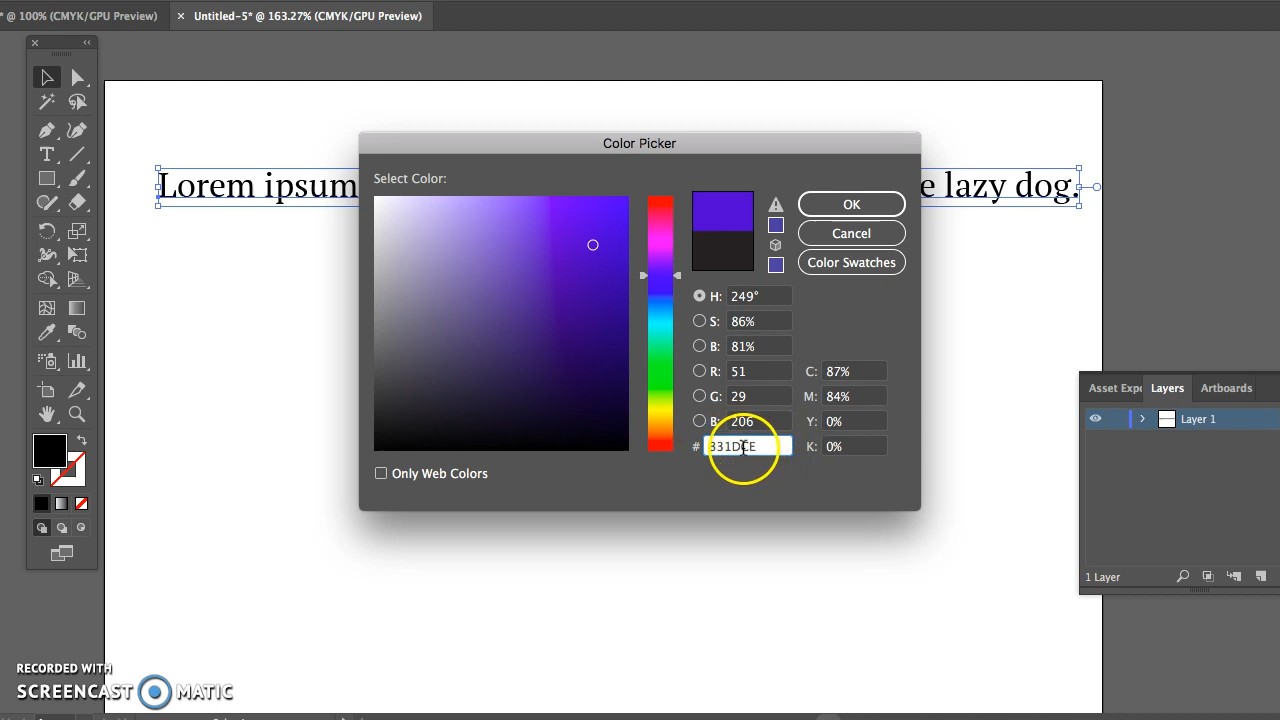 * @ 100% (CMYK/GPU Preview)
× Untitled-5* @ 163.27% (CMYK/GPU Preview)
Color Picker
Select Color:
Lorem ipsum
e lazy dog.
OK
Cancel
Color Swatches
H: 249°
S: 86%
B: 81%
R: 51
G: 29
B: 206
# 331DCE
C: 87%
M: 84%
Y: 0%
K: 0%
Only Web Colors
Asset Expo
Layers
Artboards
Layer 1
1 Layer
RECORDED WITH
SCREENCAST MATIC